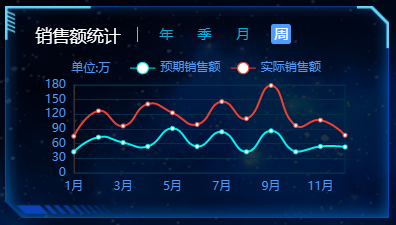 销售额统计 | 年 季 月 周
单位:万 预期销售额 实际销售额
180
150
120
90
60
30
0
1月 3月 5月 7月 9月 11月